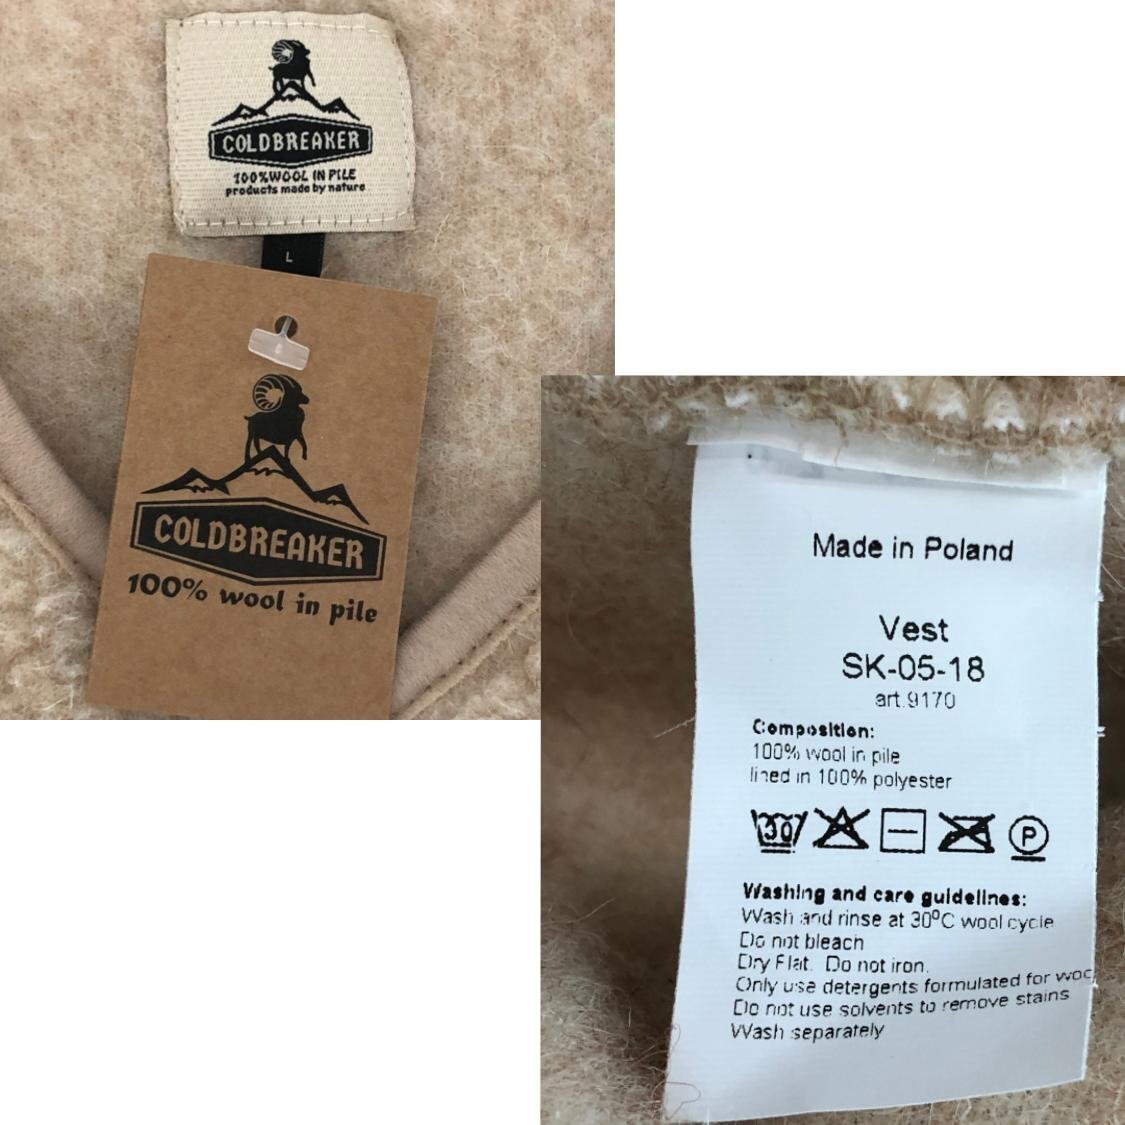 COLDBREAKER
100%WOOL IN PILE
products made by nature
L
COLDBREAKER
100% wool in pile
Made in Poland
Vest
SK-05-18
art.9170
Composition:
100% wool in pile
lined in 100% polyester
30
P
Washing and care guidelines:
Wash and rinse at 30°C wool cycle
Do not bleach
Dry Flat. Do not iron.
Only use detergents formulated for woo
Do not use solvents to remove stains
Wash separately